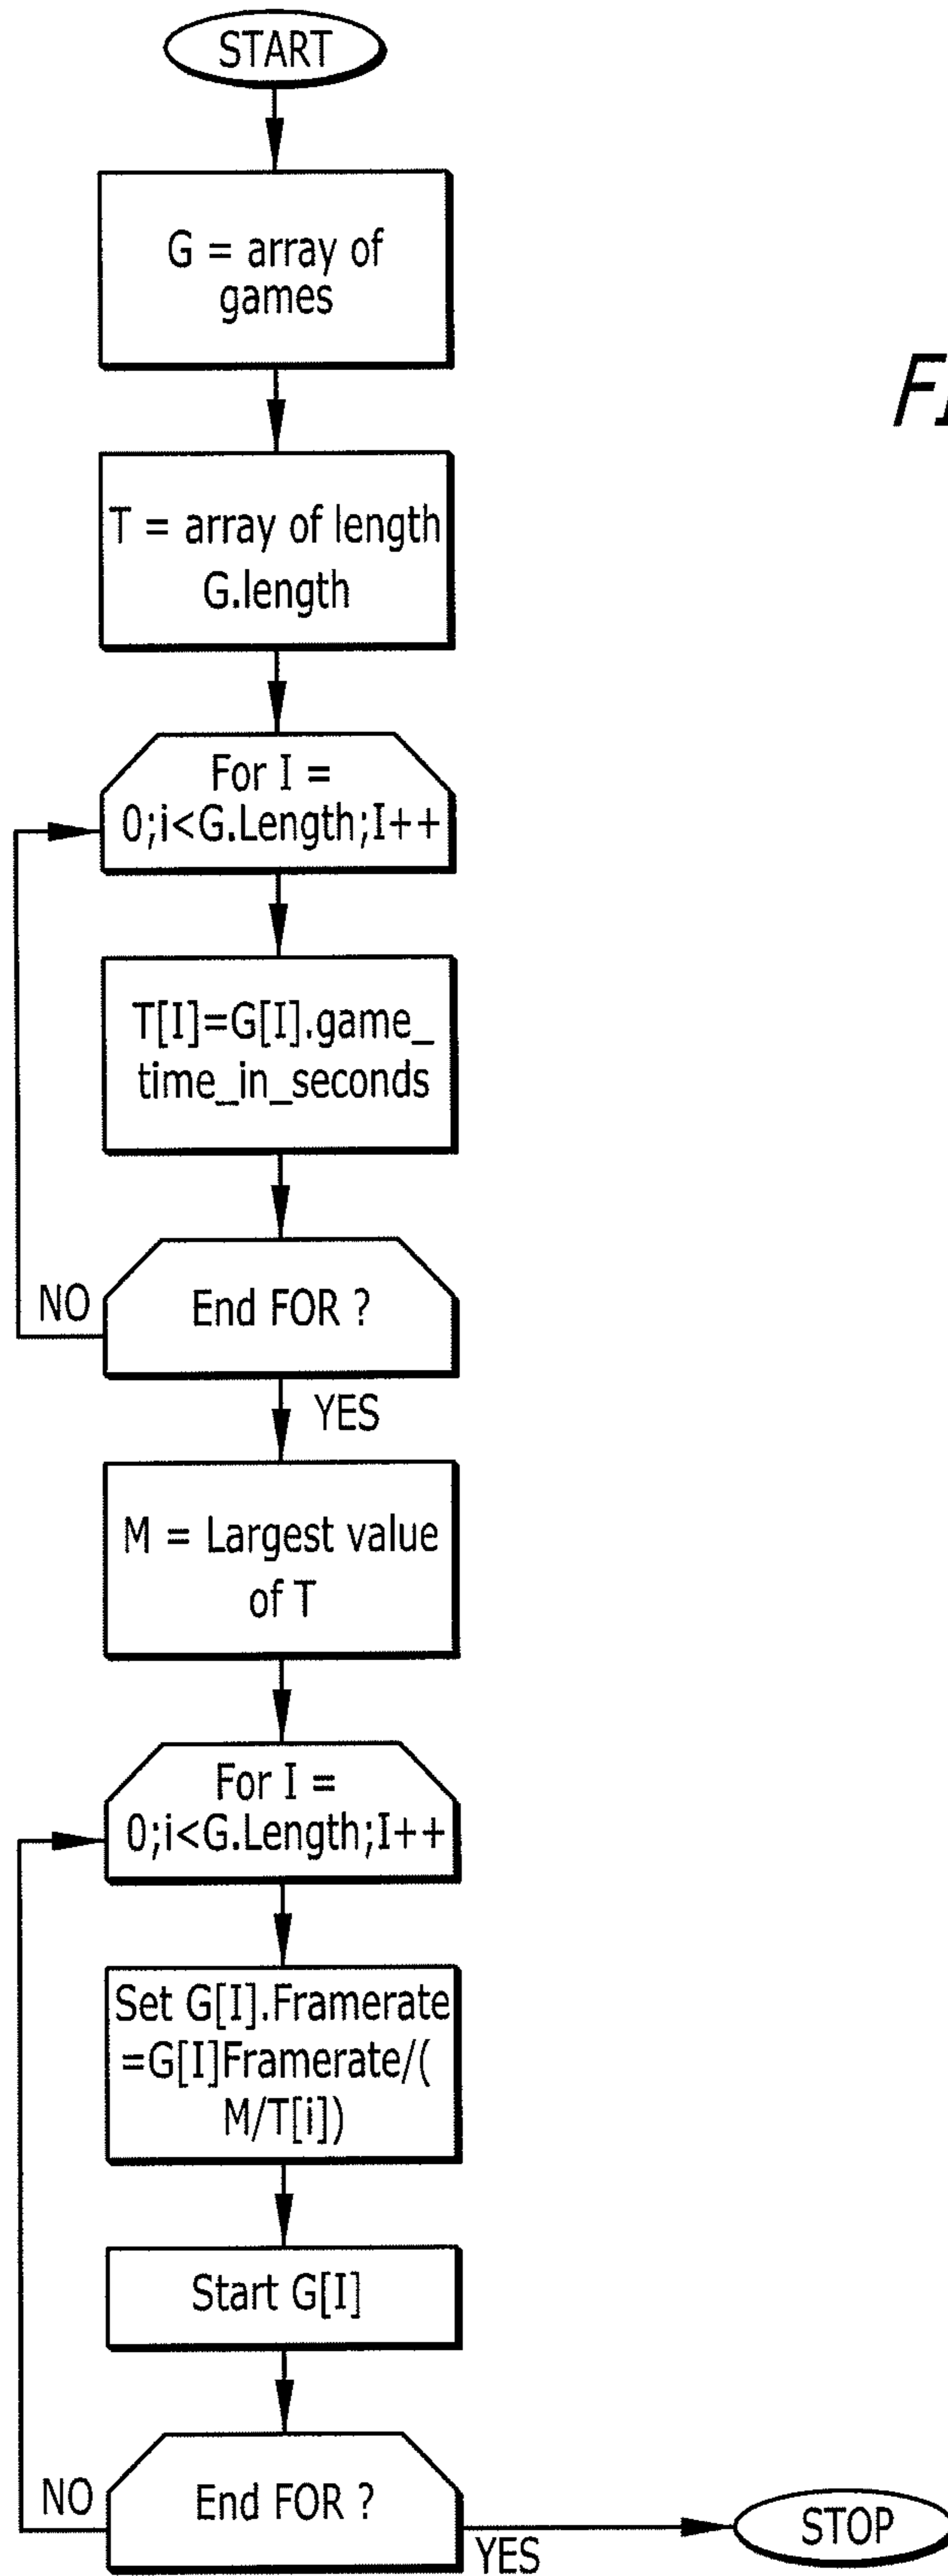 START
G = array of
games
T = array of length
G.length
For I =
0;i<G.Length;I++
T[I]=G[I].game_
time_in_seconds
End FOR ?
NO
YES
M = Largest value
of T
For I =
0;i<G.Length;I++
Set G[I].Framerate
=G[I]Framerate/(
M/T[i])
Start G[I]
End FOR ?
NO
YES
STOP